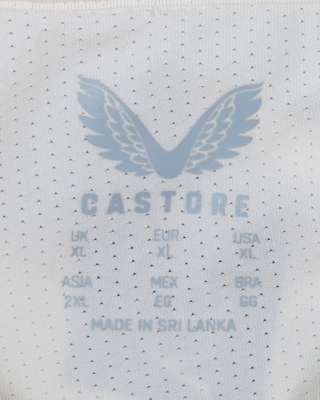 CASTORE
UK EUR USA
XL XL XL
ASIA MEX BRA
2XL EG GG
MADE IN SRI LANKA